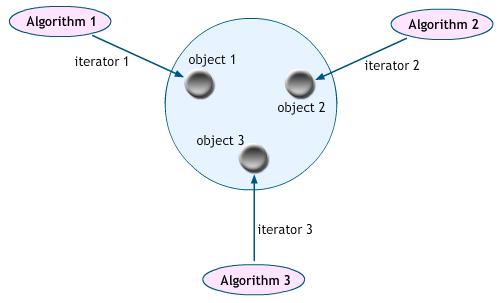 Algorithm 1
Algorithm 2
iterator 1
object 1
iterator 2
object 2
object 3
iterator 3
Algorithm 3